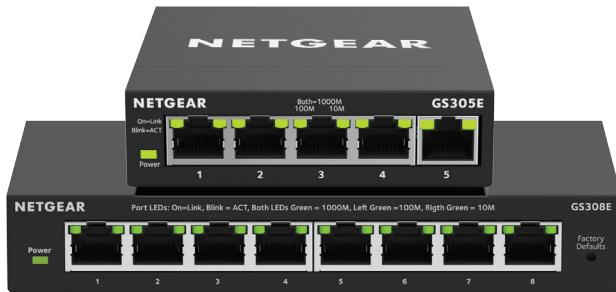 NETGEAR
NETGEAR
Both=1000M
100M 10M
GS305E
On=Link
Blink=ACT
Power
1 2 3 4 5
NETGEAR
Port LEDs: On=Link, Blink = ACT, Both LEDs Green = 1000M, Left Green =100M, Rigth Green = 10M
GS308E
Power
Factory
Defaults
1 2 3 4 5 6 7 8